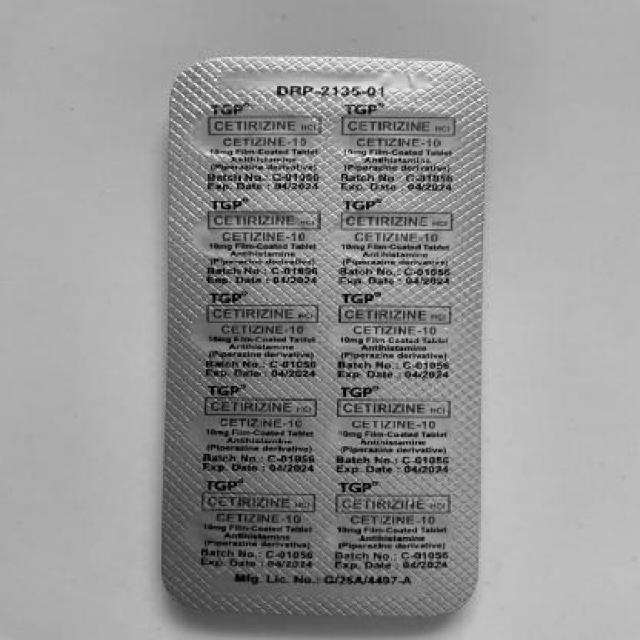 DRP-2135-01
TGP® TGP®
CETIRIZINE HCl CETIRIZINE HCl
CETIZINE-10 CETIZINE-10
10mg Film-Coated Tablet 10mg Film-Coated Tablet
Antihistamine Antihistamine
(Piperazine derivative) (Piperazine derivative)
Batch No.: C-01056 Batch No.: C-01056
Exp. Date : 04/2024 Exp. Date : 04/2024
TGP® TGP®
CETIRIZINE HCl CETIRIZINE HCl
CETIZINE-10 CETIZINE-10
10mg Film-Coated Tablet 10mg Film-Coated Tablet
Antihistamine Antihistamine
(Piperazine derivative) (Piperazine derivative)
Batch No.: C-01056 Batch No.: C-01056
Exp. Date : 04/2024 Exp. Date : 04/2024
TGP® TGP®
CETIRIZINE HCl CETIRIZINE HCl
CETIZINE-10 CETIZINE-10
10mg Film-Coated Tablet 10mg Film-Coated Tablet
Antihistamine Antihistamine
(Piperazine derivative) (Piperazine derivative)
Batch No.: C-01056 Batch No.: C-01056
Exp. Date : 04/2024 Exp. Date : 04/2024
TGP® TGP®
CETIRIZINE HCl CETIRIZINE HCl
CETIZINE-10 CETIZINE-10
10mg Film-Coated Tablet 10mg Film-Coated Tablet
Antihistamine Antihistamine
(Piperazine derivative) (Piperazine derivative)
Batch No.: C-01056 Batch No.: C-01056
Exp. Date : 04/2024 Exp. Date : 04/2024
TGP® TGP®
CETIRIZINE HCl CETIRIZINE HCl
CETIZINE-10 CETIZINE-10
10mg Film-Coated Tablet 10mg Film-Coated Tablet
Antihistamine Antihistamine
(Piperazine derivative) (Piperazine derivative)
Batch No.: C-01056 Batch No.: C-01056
Exp. Date : 04/2024 Exp. Date : 04/2024
Mfg. Lic. No.: G/25A/4497-A